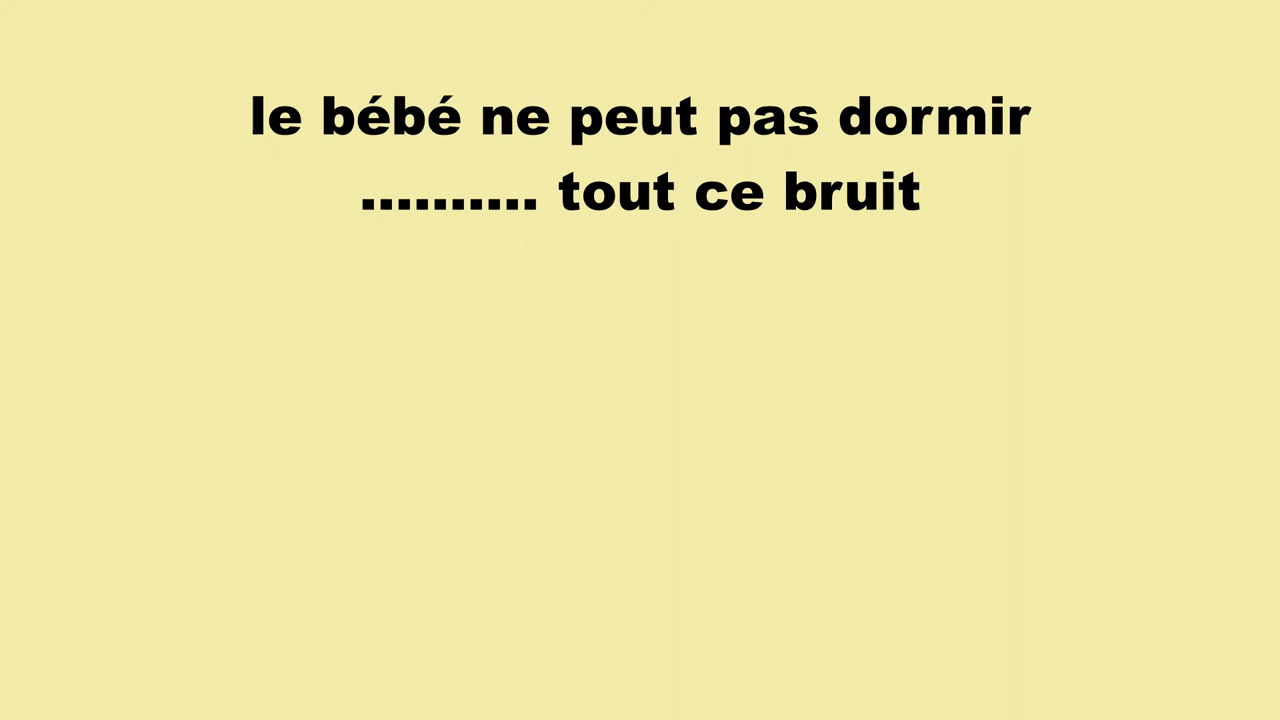 le bébé ne peut pas dormir
.......... tout ce bruit